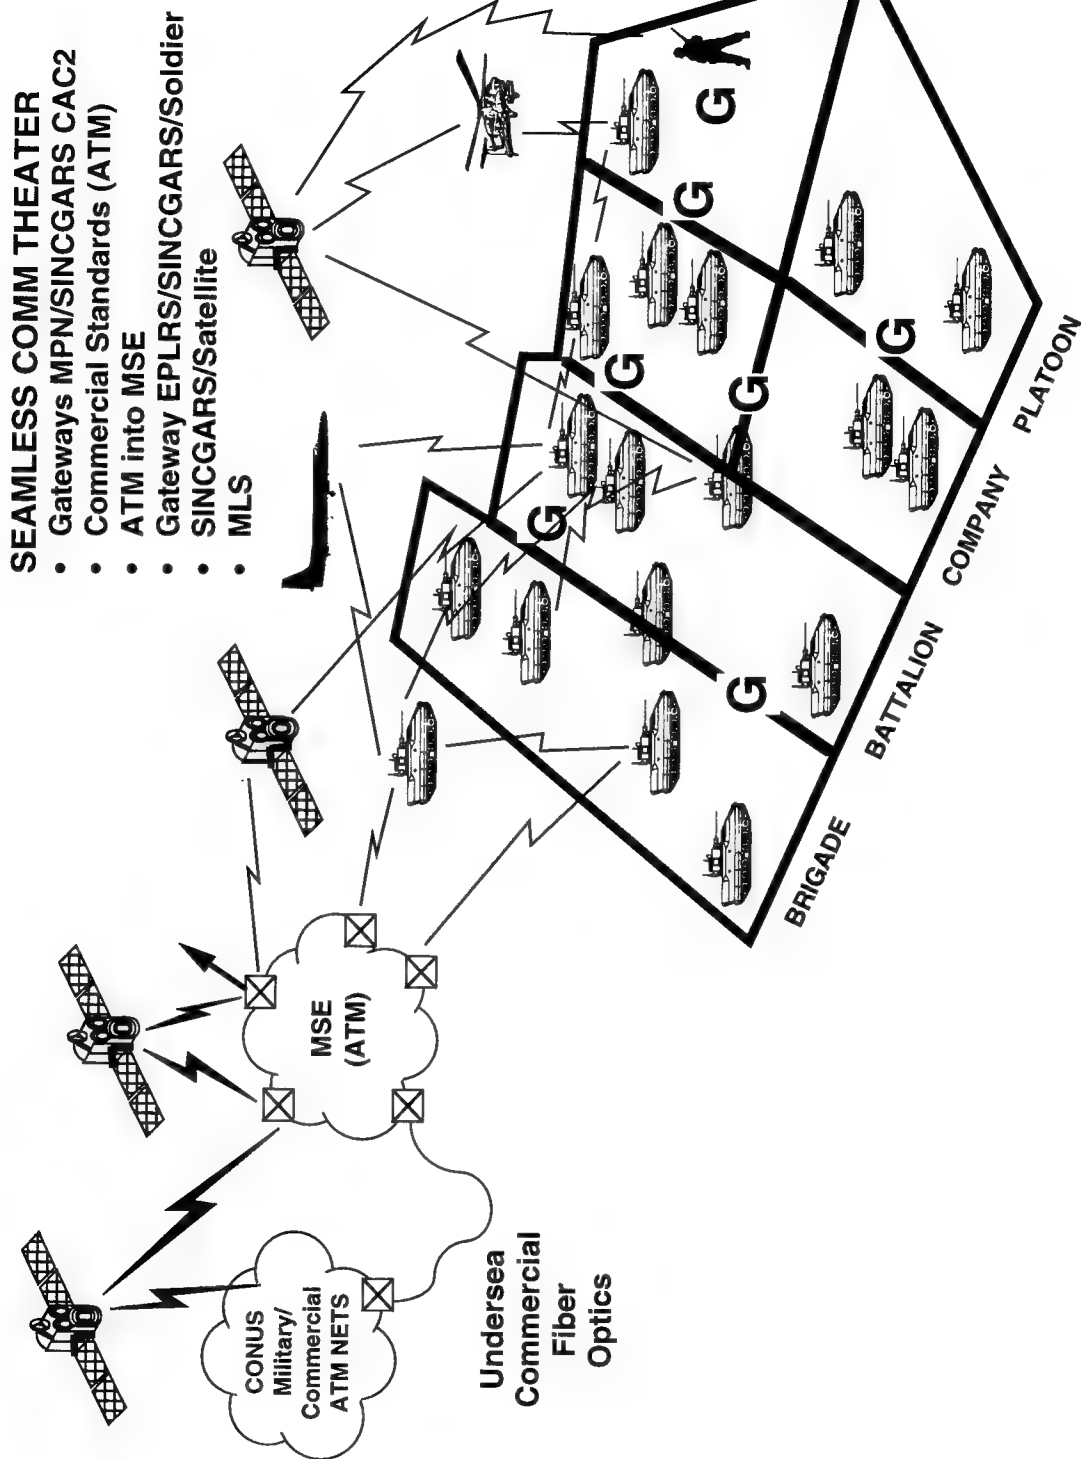 SEAMLESS COMM THEATER
• Gateways MPN/SINCGARS CAC2
• Commercial Standards (ATM)
• ATM into MSE
• Gateway EPLRS/SINCGARS/Soldier
• SINCGARS/Satellite
• MLS
CONUS
Military/
Commercial
ATM NETS
MSE
(ATM)
Undersea
Commercial
Fiber
Optics
G
G
G
G
G
G
G
BRIGADE
BATTALION
COMPANY
PLATOON